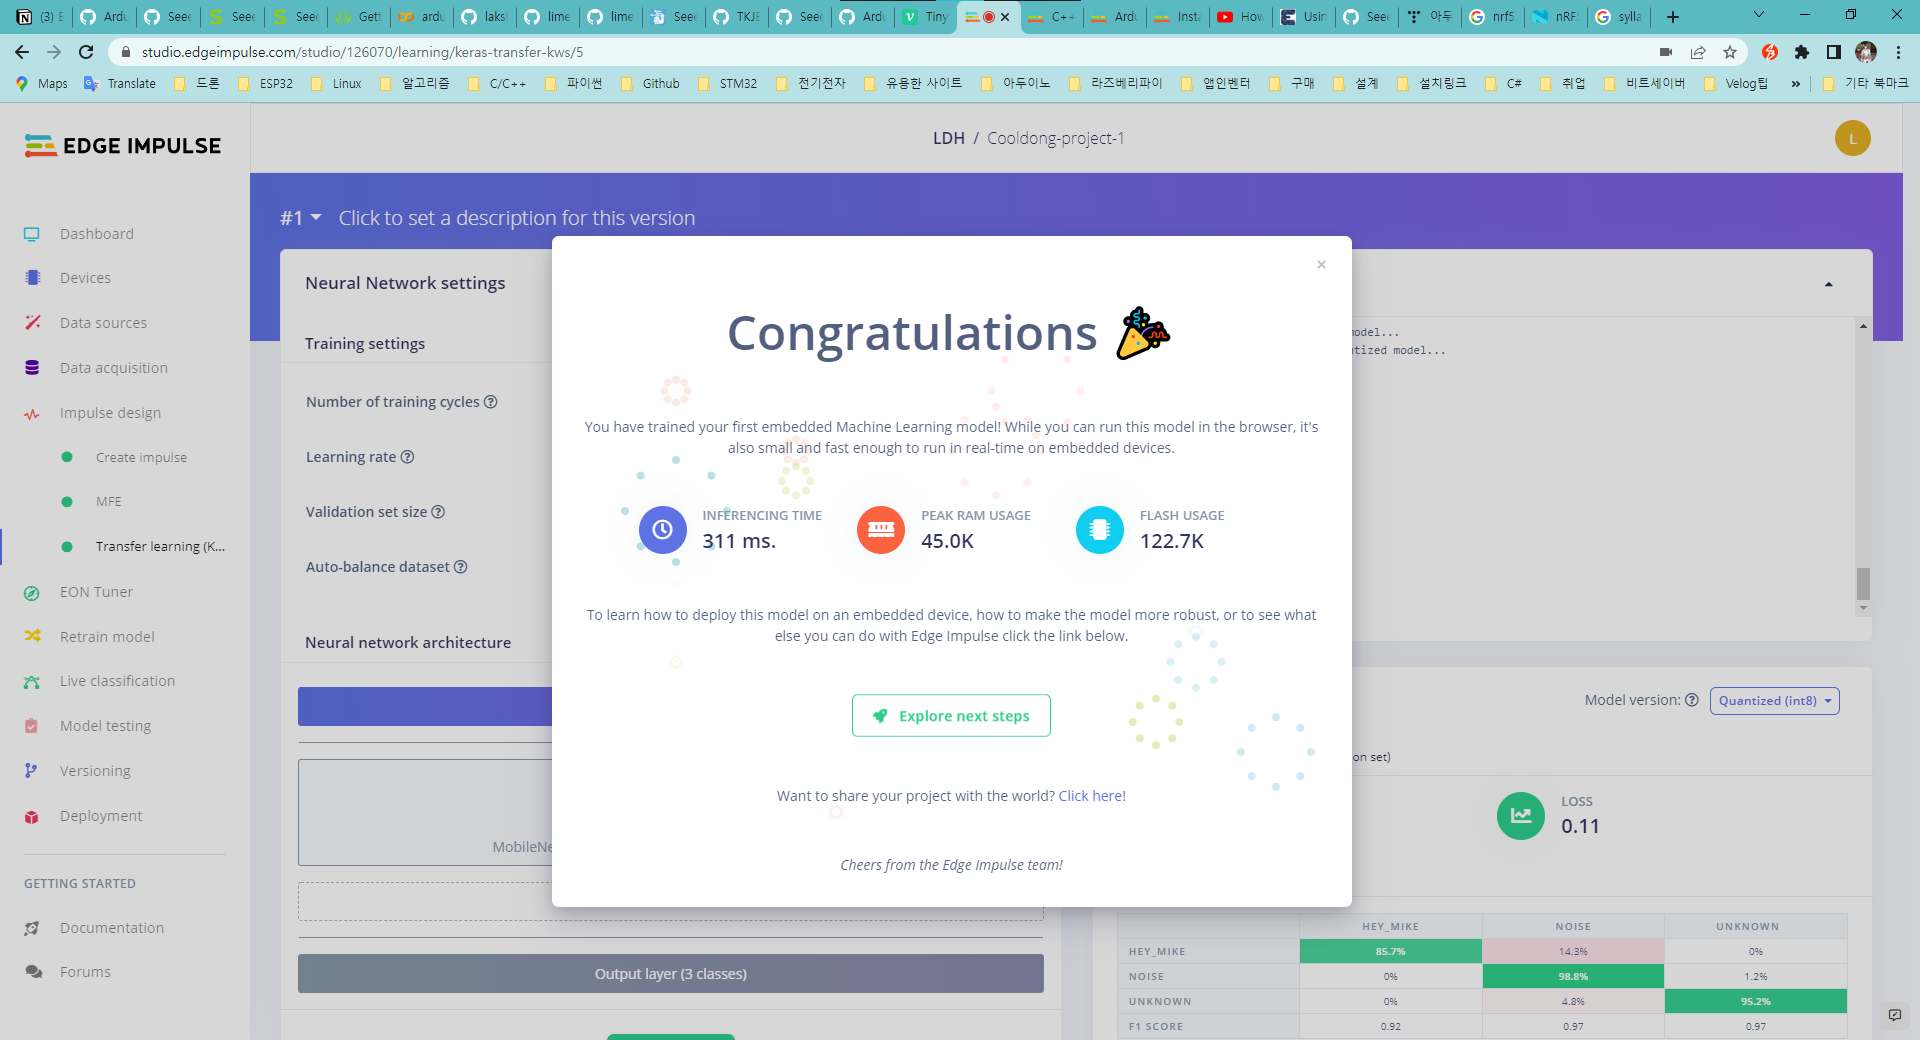 (3) E
Ardu
Seee
Seee
Seee
Gett
ardu
laks
lime
lime
Seee
TKJE
Seee
Ardu
Tiny
C++
Ardu
Insta
How
Usin
Seee
아두
nrf5
nRF
sylla
studio.edgeimpulse.com/studio/126070/learning/keras-transfer-kws/5
Maps
Translate
드론
ESP32
Linux
알고리즘
C/C++
파이썬
Github
STM32
전기전자
유용한 사이트
아두이노
라즈베리파이
앱인벤터
구매
설계
설치링크
C#
취업
비트세이버
Velog팁
»
기타 북마크
EDGE IMPULSE
LDH / Cooldong-project-1
L
#1 Click to set a description for this version
Dashboard
Devices
Data sources
Data acquisition
Impulse design
Create impulse
MFE
Transfer learning (K...
EON Tuner
Retrain model
Live classification
Model testing
Versioning
Deployment
GETTING STARTED
Documentation
Forums
Neural Network settings
Training settings
Number of training cycles
Learning rate
Validation set size
Auto-balance dataset
Neural network architecture
MobileNe
Output layer (3 classes)
Congratulations
You have trained your first embedded Machine Learning model! While you can run this model in the browser, it's
also small and fast enough to run in real-time on embedded devices.
INFERENCING TIME
311 ms.
PEAK RAM USAGE
45.0K
FLASH USAGE
122.7K
To learn how to deploy this model on an embedded device, how to make the model more robust, or to see what
else you can do with Edge Impulse click the link below.
Explore next steps
Want to share your project with the world? Click here!
Cheers from the Edge Impulse team!
model...
tized model...
Model version: Quantized (int8)
on set)
LOSS
0.11
HEY_MIKE NOISE UNKNOWN
HEY_MIKE 85.7% 14.3% 0%
NOISE 0% 98.8% 1.2%
UNKNOWN 0% 4.8% 95.2%
F1 SCORE 0.92 0.97 0.97